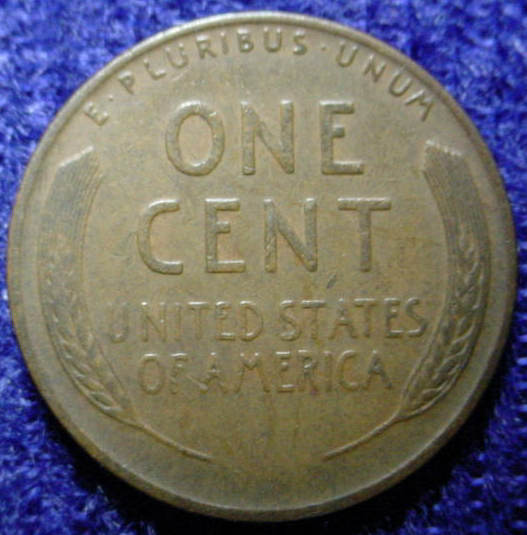 E·PLURIBUS·UNUM
ONE
CENT
UNITED STATES
OF AMERICA